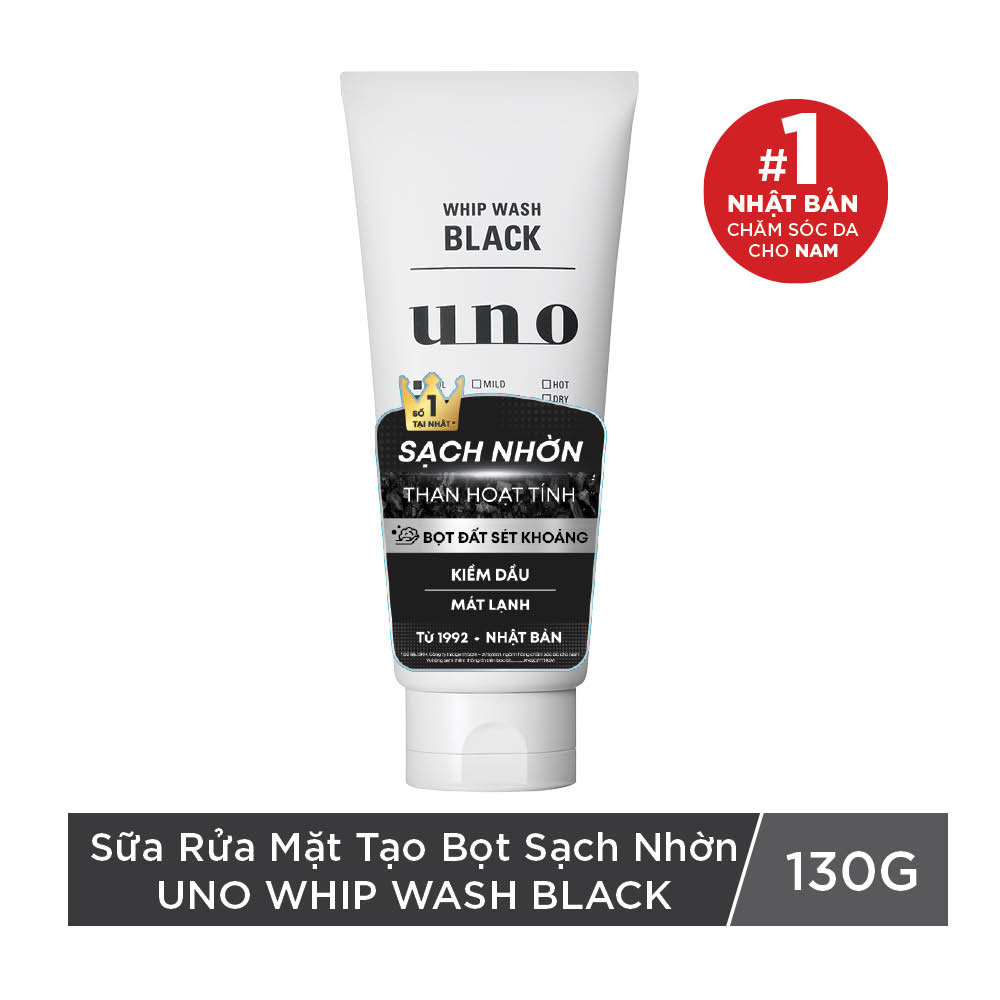 #1
NHẬT BẢN
CHĂM SÓC DA
CHO NAM
WHIP WASH
BLACK
uno
MILD
HOT
DRY
SỐ 1
TẠI NHẬT*
SẠCH NHỜN
THAN HOẠT TÍNH
BỌT ĐẤT SÉT KHOÁNG
KIỀM DẦU
MÁT LẠNH
TỪ 1992 - NHẬT BẢN
Sữa Rửa Mặt Tạo Bọt Sạch Nhờn
UNO WHIP WASH BLACK
130G